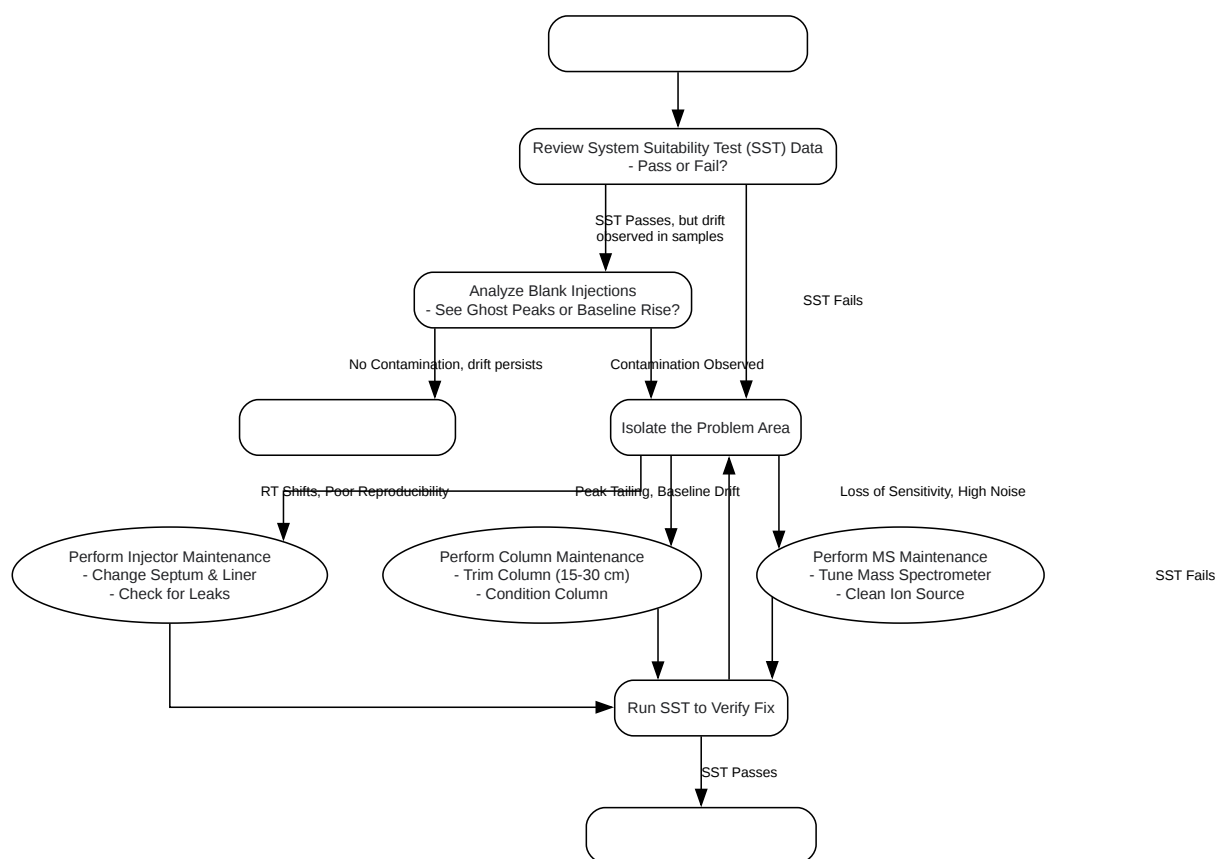 Review System Suitability Test (SST) Data
- Pass or Fail?
SST Passes, but drift
observed in samples
Analyze Blank Injections
- See Ghost Peaks or Baseline Rise?
SST Fails
No Contamination, drift persists
Contamination Observed
Isolate the Problem Area
RT Shifts, Poor Reproducibility
Peak Tailing, Baseline Drift
Loss of Sensitivity, High Noise
Perform Injector Maintenance
- Change Septum & Liner
- Check for Leaks
Perform Column Maintenance
- Trim Column (15-30 cm)
- Condition Column
Perform MS Maintenance
- Tune Mass Spectrometer
- Clean Ion Source
SST Fails
Run SST to Verify Fix
SST Passes